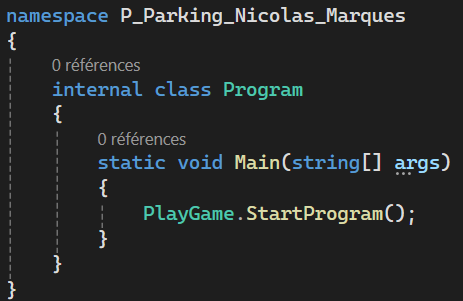 namespace P_Parking_Nicolas_Marques
{
0 références
internal class Program
{
0 références
static void Main(string[] args)
{
PlayGame.StartProgram();
}
}
}